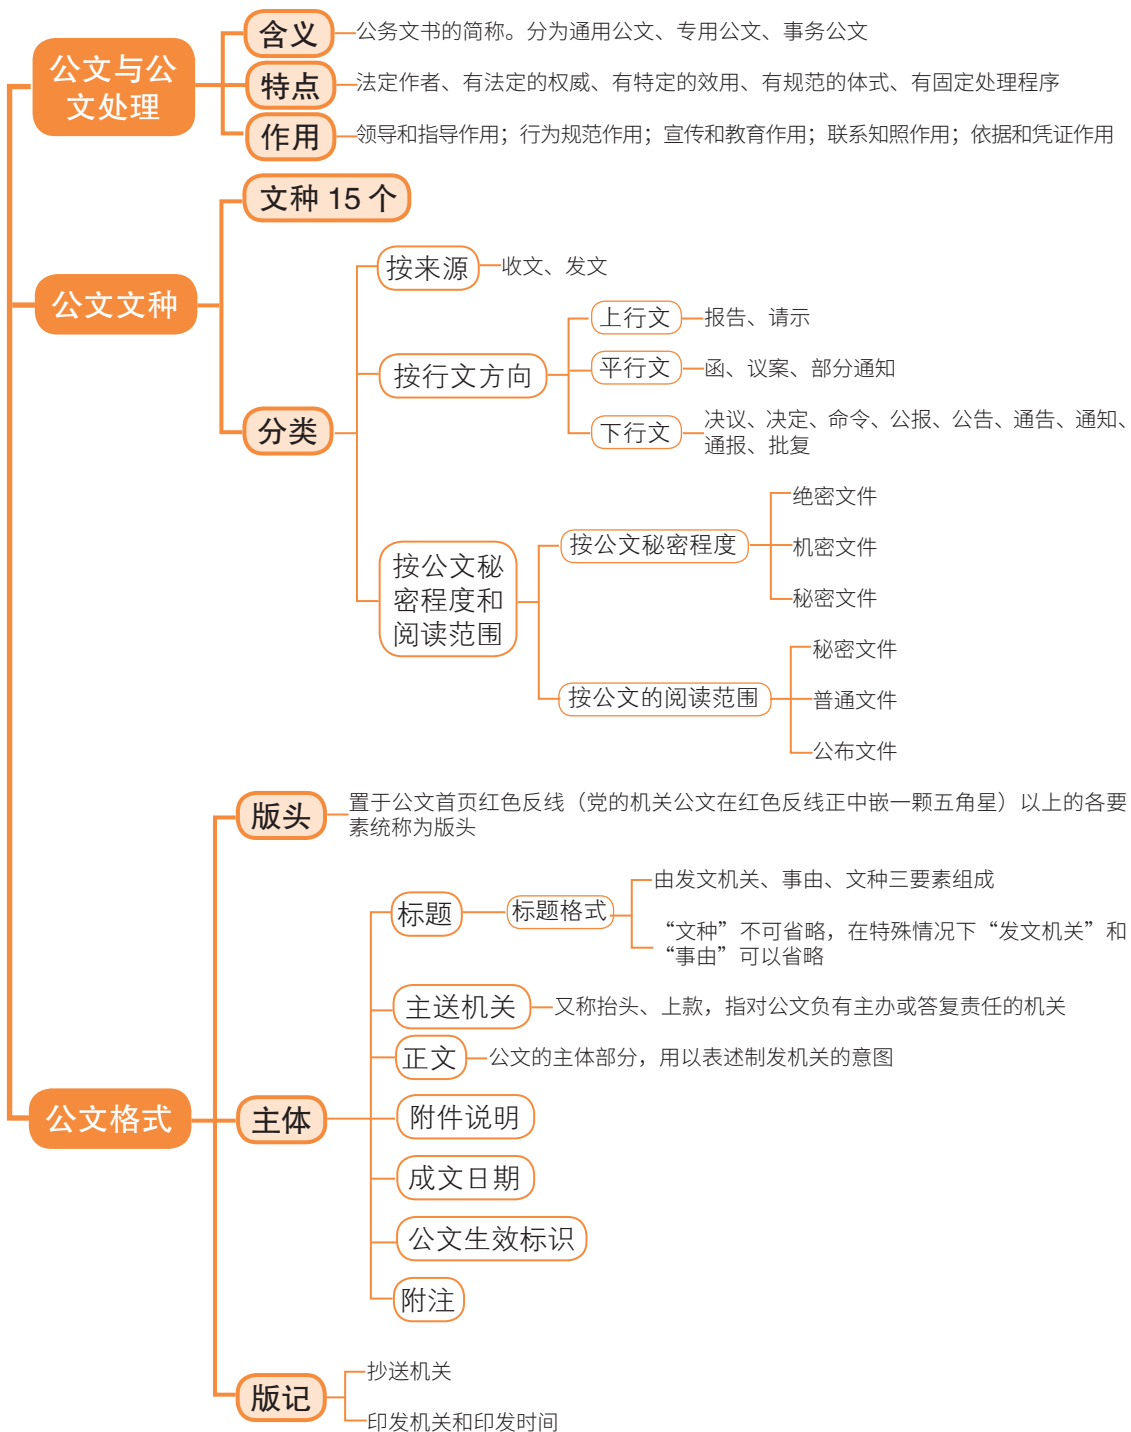 公文与公
文处理
含义
公务文书的简称。分为通用公文、专用公文、事务公文
特点
法定作者、有法定的权威、有特定的效用、有规范的体式、有固定处理程序
作用
领导和指导作用；行为规范作用；宣传和教育作用；联系知照作用；依据和凭证作用
公文文种
文种 15 个
分类
按来源
收文、发文
按行文方向
上行文
报告、请示
平行文
函、议案、部分通知
下行文
决议、决定、命令、公报、公告、通告、通知、
通报、批复
按公文秘
密程度和
阅读范围
按公文秘密程度
绝密文件
机密文件
秘密文件
按公文的阅读范围
秘密文件
普通文件
公布文件
公文格式
版头
置于公文首页红色反线（党的机关公文在红色反线正中嵌一颗五角星）以上的各要
素统称为版头
主体
标题
标题格式
由发文机关、事由、文种三要素组成
“文种”不可省略，在特殊情况下“发文机关”和
“事由”可以省略
主送机关
又称抬头、上款，指对公文负有主办或答复责任的机关
正文
公文的主体部分，用以表述制发机关的意图
附件说明
成文日期
公文生效标识
附注
版记
抄送机关
印发机关和印发时间